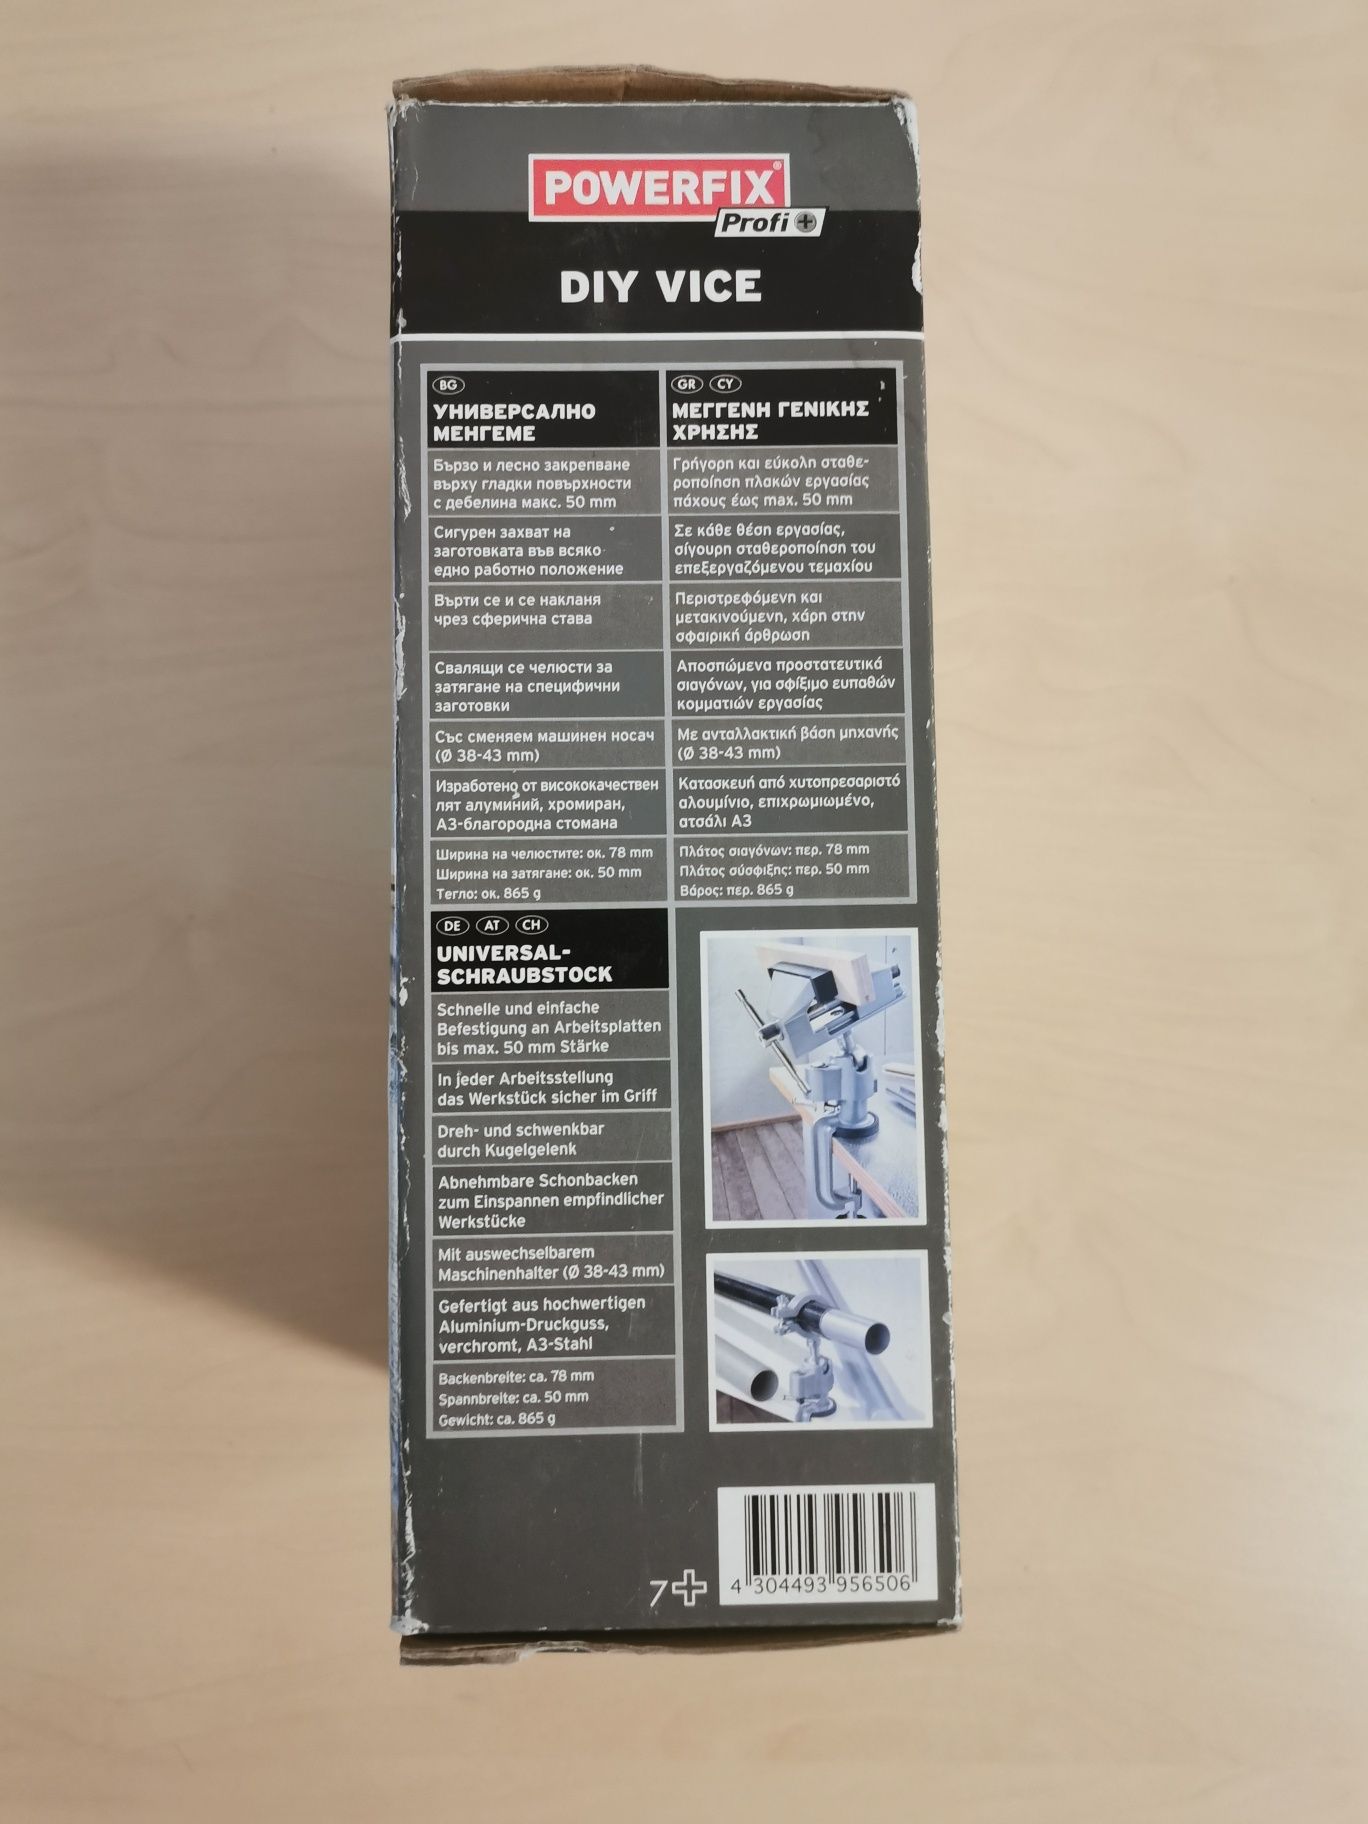 POWERFIX®
Profi+
DIY VICE
BG
УНИВЕРСАЛНО
МЕНГЕМЕ
Бързо и лесно закрепване
върху гладки повърхности
с дебелина макс. 50 mm
Сигурен захват на
заготовката във всяко
едно работно положение
Върти се и се накланя
чрез сферична става
Свалящи се челюсти за
затягане на специфични
заготовки
Със сменяем машинен носач
(Ø 38-43 mm)
Изработено от висококачествен
лят алуминий, хромиран,
А3-благородна стомана
Ширина на челюстите: ок. 78 mm
Ширина на затягане: ок. 50 mm
Тегло: ок. 865 g
GR CY
ΜΕΓΓΕΝΗ ΓΕΝΙΚΗΣ
ΧΡΗΣΗΣ
Γρήγορη και εύκολη σταθε-
ροποίηση πλακών εργασίας
πάχους έως max. 50 mm
Σε κάθε θέση εργασίας,
σίγουρη σταθεροποίηση του
επεξεργαζόμενου τεμαχίου
Περιστρεφόμενη και
μετακινούμενη, χάρη στην
σφαιρική άρθρωση
Αποσπώμενα προστατευτικά
σιαγόνων, για σφίξιμο ευπαθών
κομματιών εργασίας
Με ανταλλακτική βάση μηχανής
(Ø 38-43 mm)
Κατασκευή από χυτοπρεσαριστό
αλουμίνιο, επιχρωμιωμένο,
ατσάλι Α3
Πλάτος σιαγόνων: περ. 78 mm
Πλάτος σύσφιξης: περ. 50 mm
Βάρος: περ. 865 g
DE AT CH
UNIVERSAL-
SCHRAUBSTOCK
Schnelle und einfache
Befestigung an Arbeitsplatten
bis max. 50 mm Stärke
In jeder Arbeitsstellung
das Werkstück sicher im Griff
Dreh- und schwenkbar
durch Kugelgelenk
Abnehmbare Schonbacken
zum Einspannen empfindlicher
Werkstücke
Mit auswechselbarem
Maschinenhalter (Ø 38-43 mm)
Gefertigt aus hochwertigen
Aluminium-Druckguss,
verchromt, A3-Stahl
Backenbreite: ca. 78 mm
Spannbreite: ca. 50 mm
Gewicht: ca. 865 g
7+
4 304493 956506